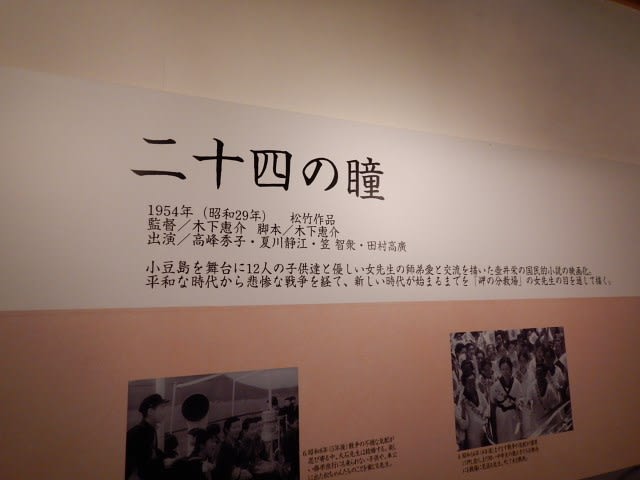 二十四の瞳
1954年（昭和29年）　松竹作品
監督／木下恵介　脚本／木下恵介
出演／高峰秀子・夏川静江・笠 智衆・田村高廣
小豆島を舞台に12人の子供達と優しい女先生の師弟愛と交流を描いた壷井栄の国民的小説の映画化。
平和な時代から悲惨な戦争を経て、新しい時代が始まるまでを「岬の分教場」の女先生の目を通して描く。